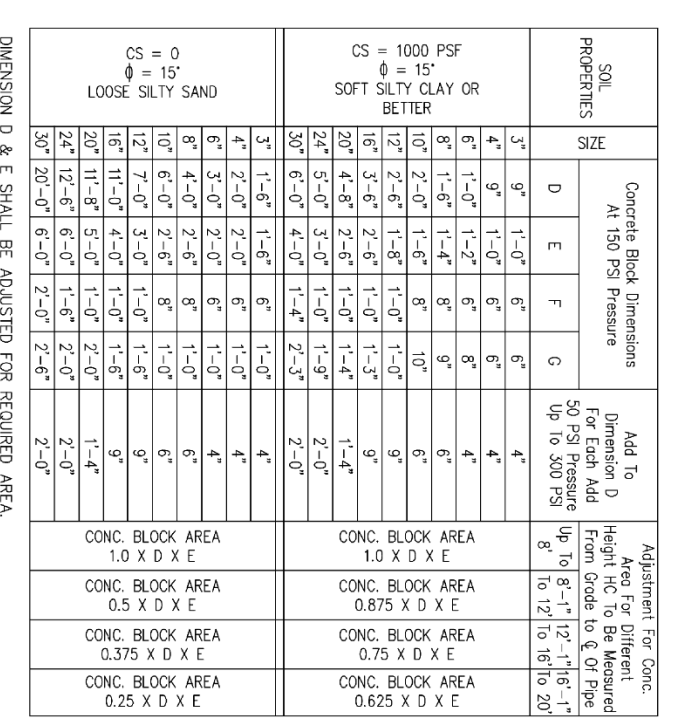 SOIL
PROPERTIES
SIZE
Concrete Block Dimensions
At 150 PSI Pressure
D E F G
Add To
Dimension D
For Each Add
50 PSI Pressure
Up To 300 PSI
Adjustment For Conc.
Area For Different
Height HC To Be Measured
From Grade to ℄ Of Pipe
Up To 8'
8'-1" To 12'
12'-1" To 16'
16'-1" To 20'
CS = 1000 PSF
ϕ = 15°
SOFT SILTY CLAY OR
BETTER
3" 9" 1'-0" 6" 6" 4"
4" 9" 1'-0" 6" 6" 4"
6" 1'-0" 1'-2" 6" 8" 4"
8" 1'-6" 1'-4" 8" 9" 6"
10" 2'-0" 1'-6" 8" 10" 6"
12" 2'-6" 1'-8" 1'-0" 1'-0" 9"
16" 3'-6" 2'-6" 1'-0" 1'-3" 9"
20" 4'-8" 2'-6" 1'-0" 1'-4" 1'-4"
24" 5'-0" 3'-0" 1'-0" 1'-9" 2'-0"
30" 6'-0" 4'-0" 1'-4" 2'-3" 2'-0"
CONC. BLOCK AREA
1.0 X D X E
CONC. BLOCK AREA
0.875 X D X E
CONC. BLOCK AREA
0.75 X D X E
CONC. BLOCK AREA
0.625 X D X E
CS = 0
ϕ = 15°
LOOSE SILTY SAND
3" 1'-6" 1'-6" 6" 1'-0" 4"
4" 2'-0" 2'-0" 6" 1'-0" 4"
6" 3'-0" 2'-0" 6" 1'-0" 4"
8" 4'-0" 2'-0" 8" 1'-0" 6"
10" 6'-0" 2'-6" 8" 1'-0" 6"
12" 7'-0" 3'-0" 1'-0" 1'-6" 9"
16" 11'-0" 4'-0" 1'-0" 1'-6" 9"
20" 11'-8" 5'-0" 1'-0" 2'-0" 1'-4"
24" 12'-6" 6'-0" 1'-6" 2'-0" 2'-0"
30" 20'-0" 6'-0" 2'-0" 2'-6" 2'-0"
CONC. BLOCK AREA
1.0 X D X E
CONC. BLOCK AREA
0.5 X D X E
CONC. BLOCK AREA
0.375 X D X E
CONC. BLOCK AREA
0.25 X D X E
DIMENSION D & E SHALL BE ADJUSTED FOR REQUIRED AREA.